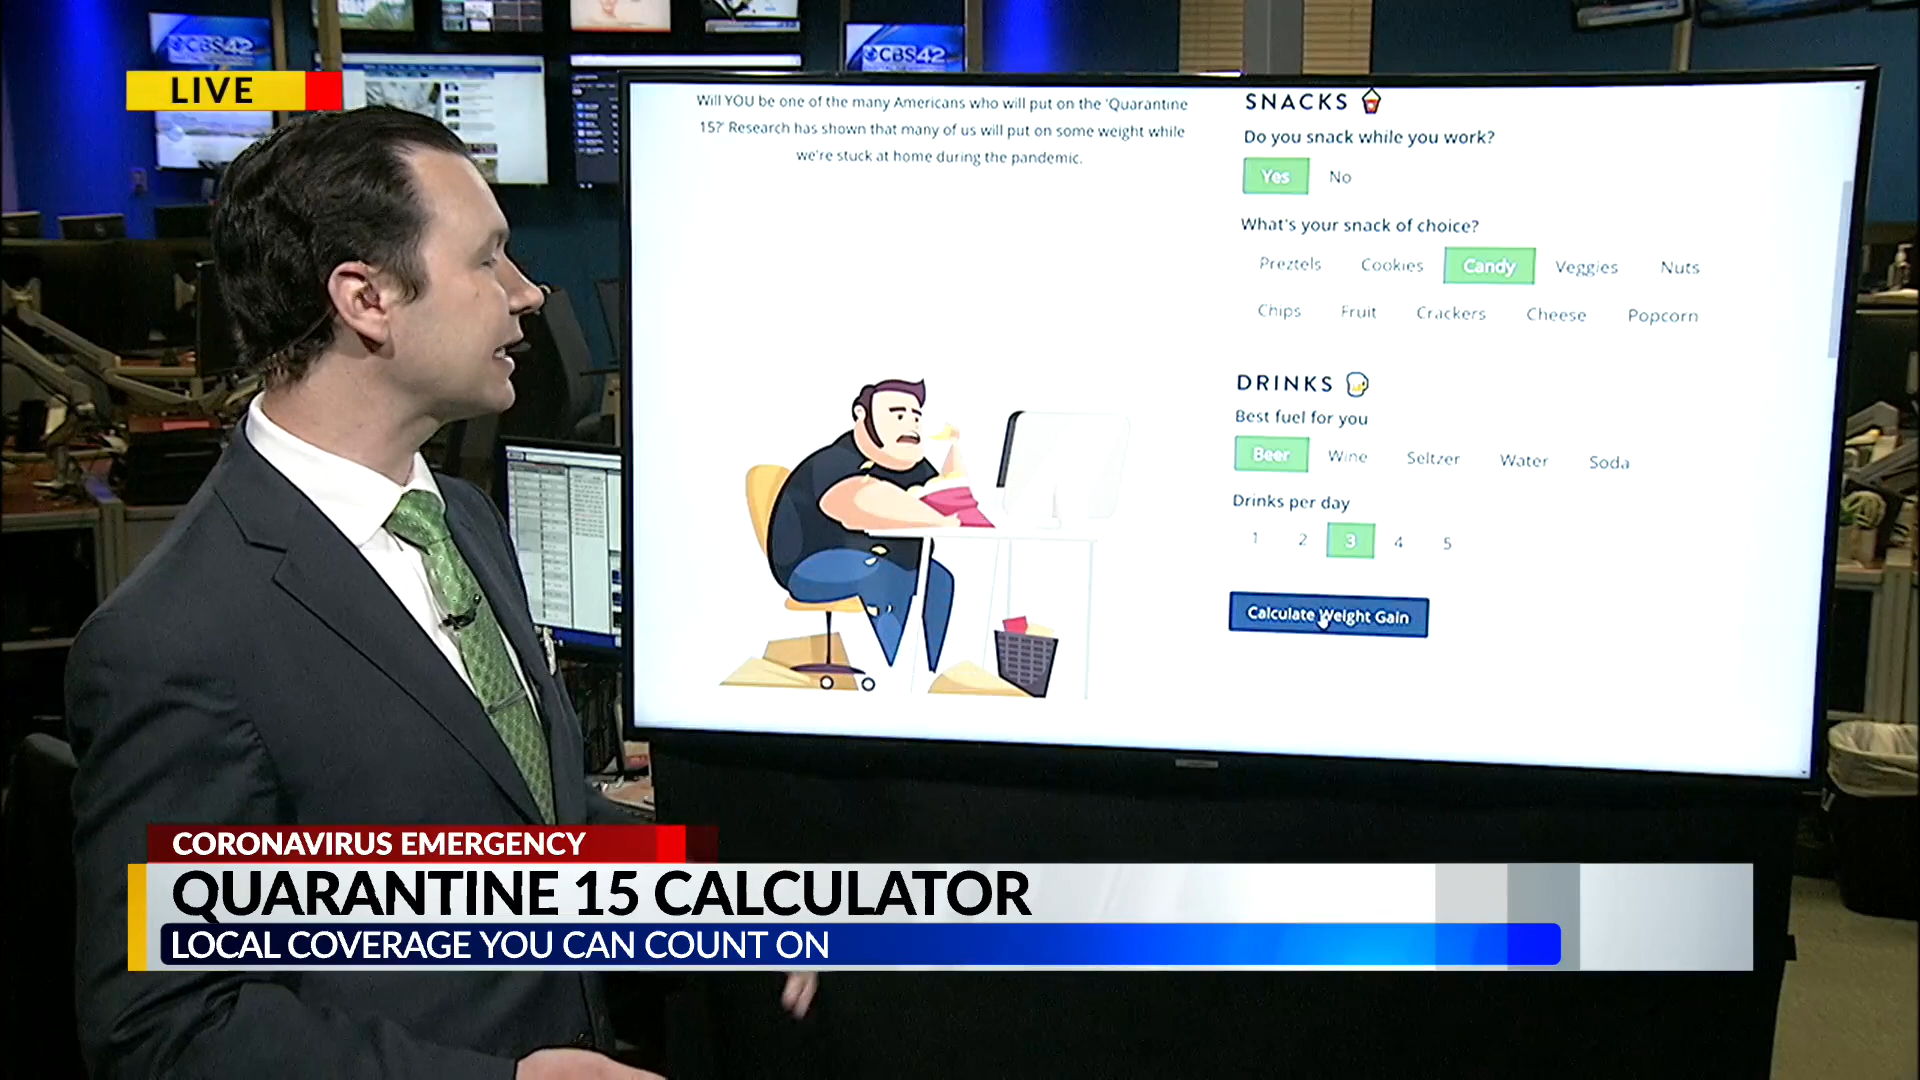 CBS42
CBS42
LIVE
Will YOU be one of the many Americans who will put on the 'Quarantine
15?' Research has shown that many of us will put on some weight while
we're stuck at home during the pandemic.
SNACKS
Do you snack while you work?
Yes No
What's your snack of choice?
Preztels Cookies Candy Veggies Nuts
Chips Fruit Crackers Cheese Popcorn
DRINKS
Best fuel for you
Beer Wine Seltzer Water Soda
Drinks per day
1 2 3 4 5
Calculate Weight Gain
CORONAVIRUS EMERGENCY
QUARANTINE 15 CALCULATOR
LOCAL COVERAGE YOU CAN COUNT ON